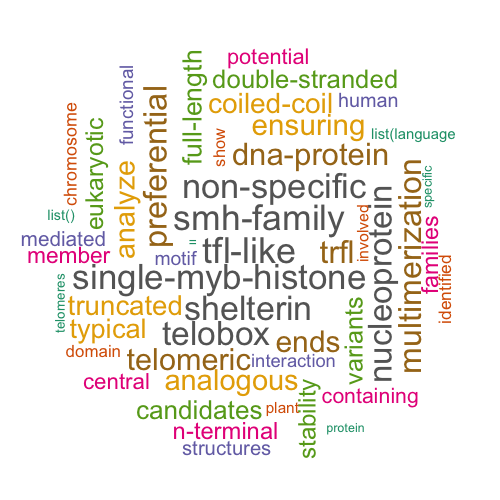 potential
double-stranded
full-length
functional
coiled-coil
human
preferential
ensuring
chromosome
eukaryotic
show
list(language
dna-protein
analyze
non-specific
specific
list()
smh-family
nucleoprotein
multimerization
mediated
=
tfl-like
trfl
involved
families
member
motif
identified
telomeres
single-myb-histone
truncated
shelterin
variants
typical
telobox
ends
domain
telomeric
interaction
central
analogous
stability
containing
candidates
plant
n-terminal
protein
structures